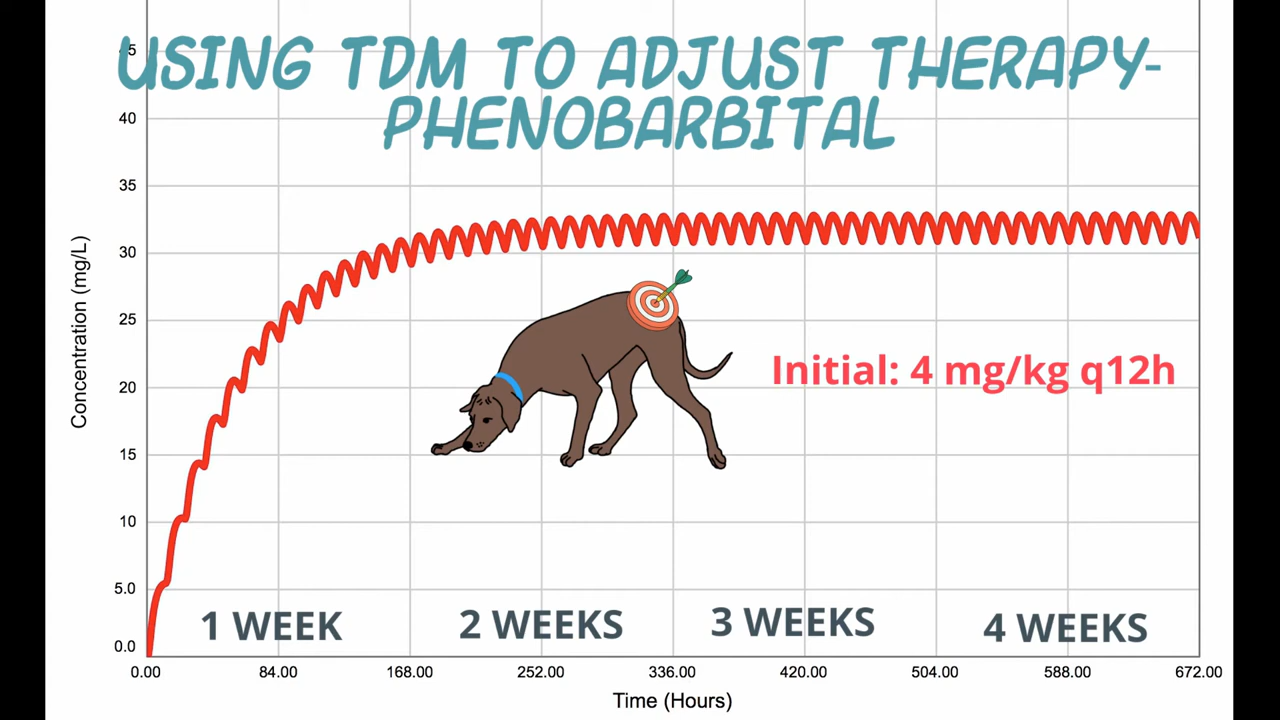 USING TDM TO ADJUST THERAPY-
PHENOBARBITAL
40
35
30
25
20
15
10
5.0
0.0
Concentration (mg/L)
Initial: 4 mg/kg q12h
1 WEEK
2 WEEKS
3 WEEKS
4 WEEKS
0.00 84.00 168.00 252.00 336.00 420.00 504.00 588.00 672.00
Time (Hours)